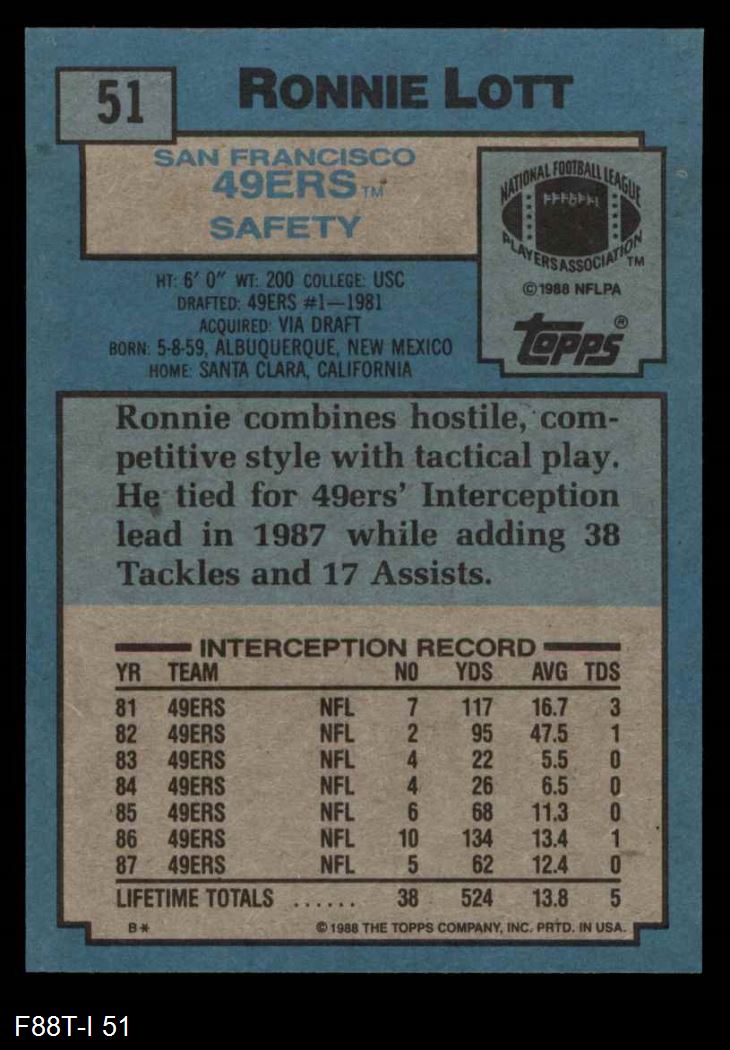 51
RONNIE LOTT
SAN FRANCISCO
49ERS TM
SAFETY
NATIONAL FOOTBALL LEAGUE
PLAYERS ASSOCIATION TM
© 1988 NFLPA
topps®
HT: 6' 0" WT: 200 COLLEGE: USC
DRAFTED: 49ERS #1—1981
ACQUIRED: VIA DRAFT
BORN: 5-8-59, ALBUQUERQUE, NEW MEXICO
HOME: SANTA CLARA, CALIFORNIA
Ronnie combines hostile, com-
petitive style with tactical play.
He tied for 49ers' Interception
lead in 1987 while adding 38
Tackles and 17 Assists.
INTERCEPTION RECORD
YR TEAM NO YDS AVG TDS
81 49ERS NFL 7 117 16.7 3
82 49ERS NFL 2 95 47.5 1
83 49ERS NFL 4 22 5.5 0
84 49ERS NFL 4 26 6.5 0
85 49ERS NFL 6 68 11.3 0
86 49ERS NFL 10 134 13.4 1
87 49ERS NFL 5 62 12.4 0
LIFETIME TOTALS ...... 38 524 13.8 5
B* © 1988 THE TOPPS COMPANY, INC. PRTD. IN USA.
F88T-I 51